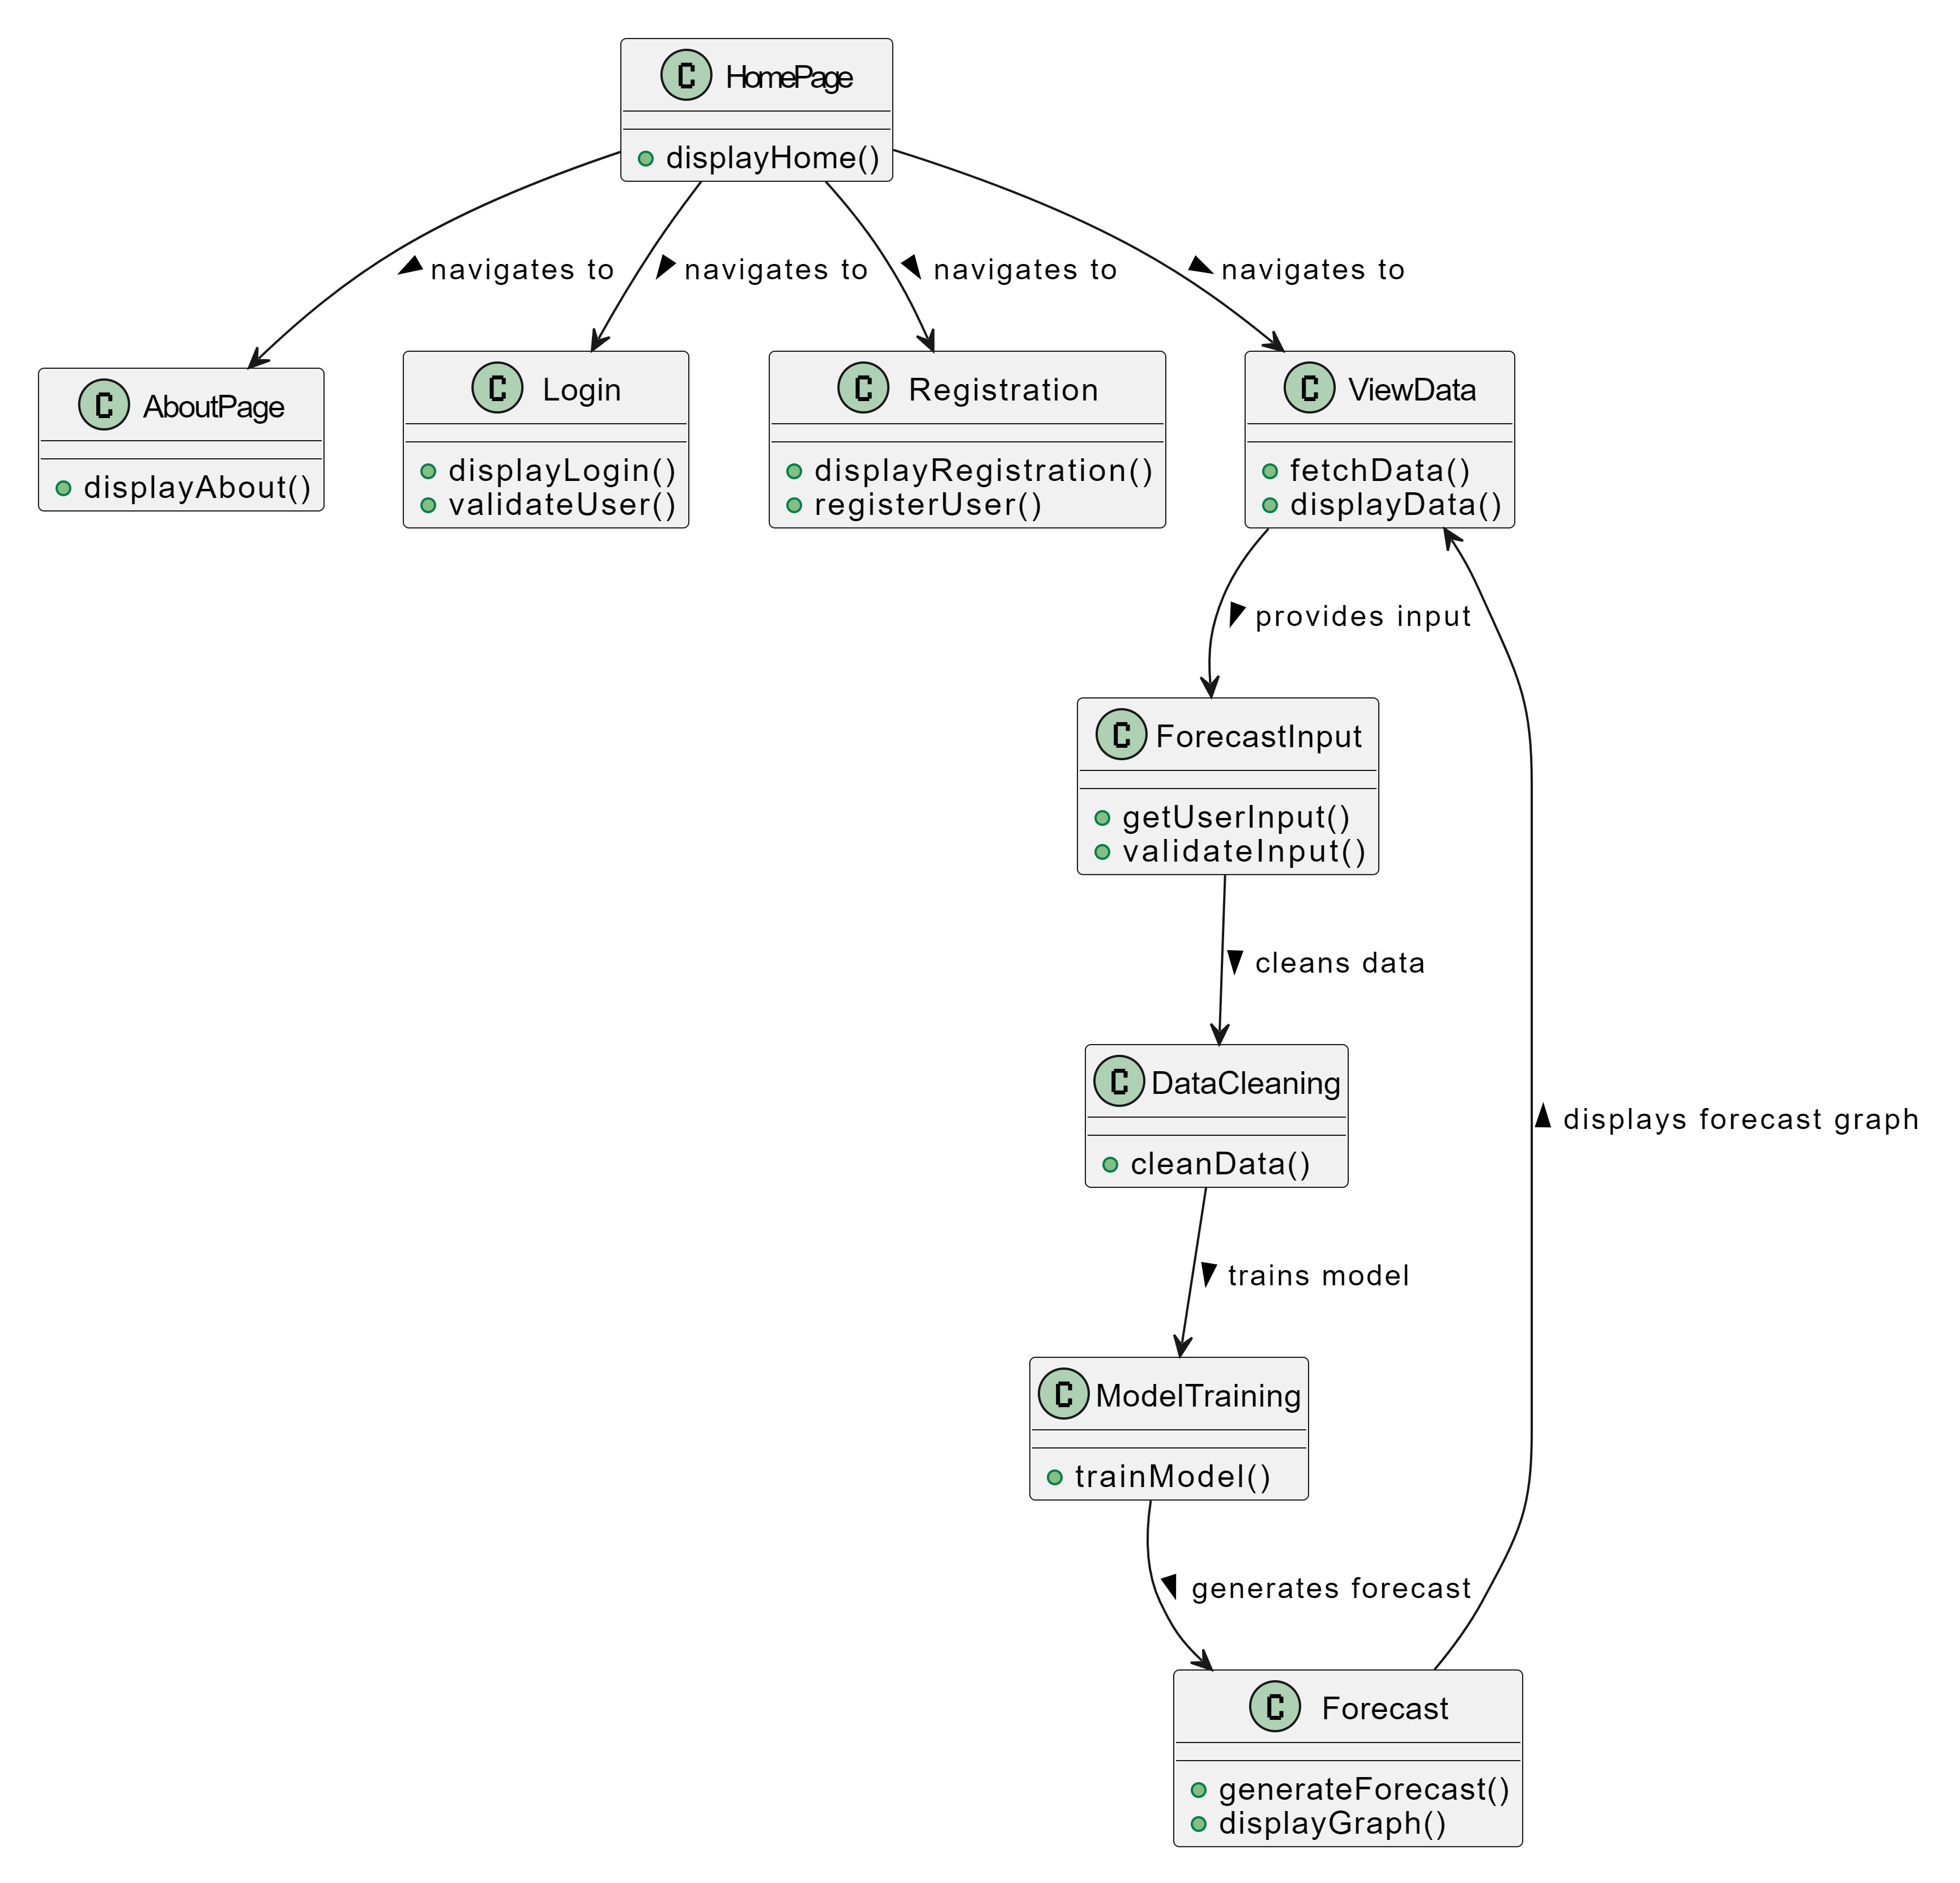 C HomePage
displayHome()
navigates to
navigates to
navigates to
navigates to
C AboutPage
displayAbout()
C Login
displayLogin()
validateUser()
C Registration
displayRegistration()
registerUser()
C ViewData
fetchData()
displayData()
provides input
C ForecastInput
getUserInput()
validateInput()
cleans data
C DataCleaning
cleanData()
displays forecast graph
trains model
C ModelTraining
trainModel()
generates forecast
C Forecast
generateForecast()
displayGraph()